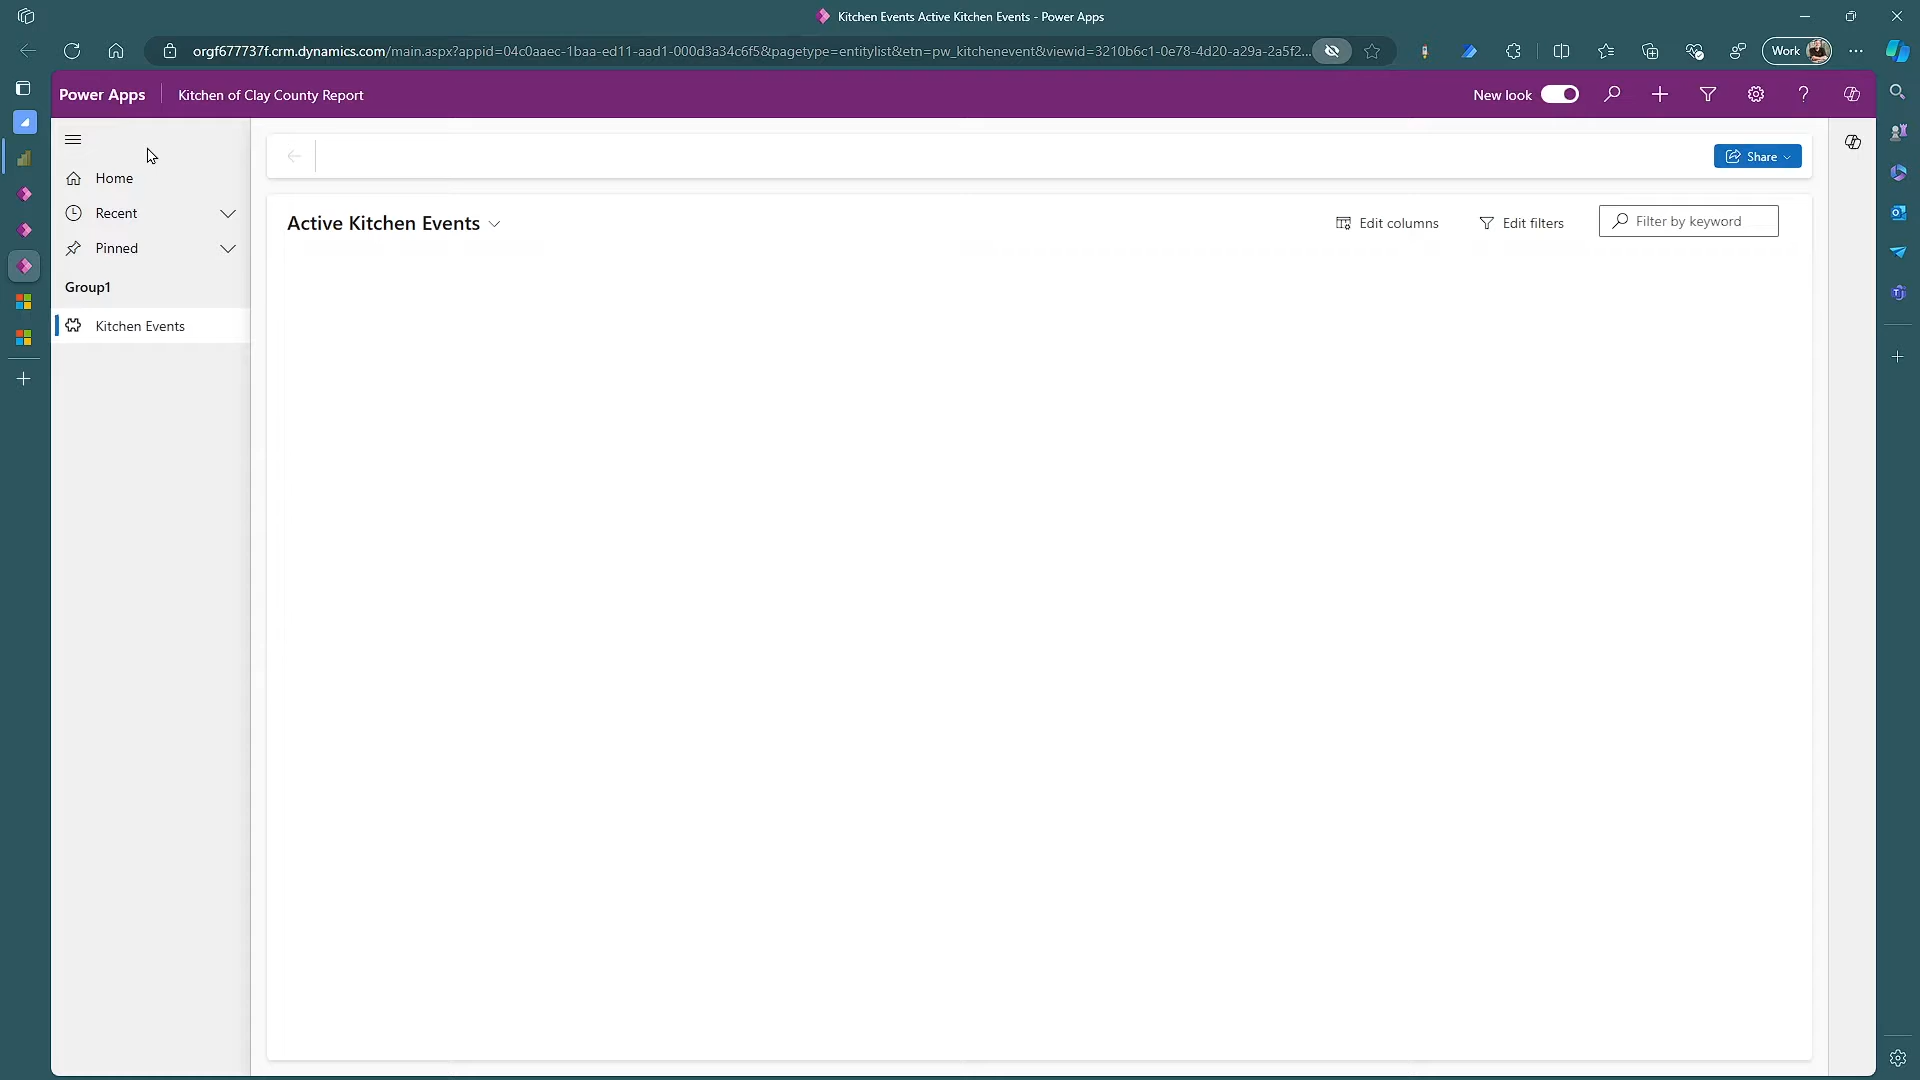 Kitchen Events Active Kitchen Events - Power Apps
orgf677737f.crm.dynamics.com/main.aspx?appid=04c0aaec-1baa-ed11-aad1-000d3a34c6f5&pagetype=entitylist&etn=pw_kitchenevent&viewid=3210b6c1-0e78-4d20-a29a-2a5f2...
Work
Power Apps
Kitchen of Clay County Report
New look
Home
Recent
Pinned
Group1
Kitchen Events
Share
Active Kitchen Events
Edit columns
Edit filters
Filter by keyword